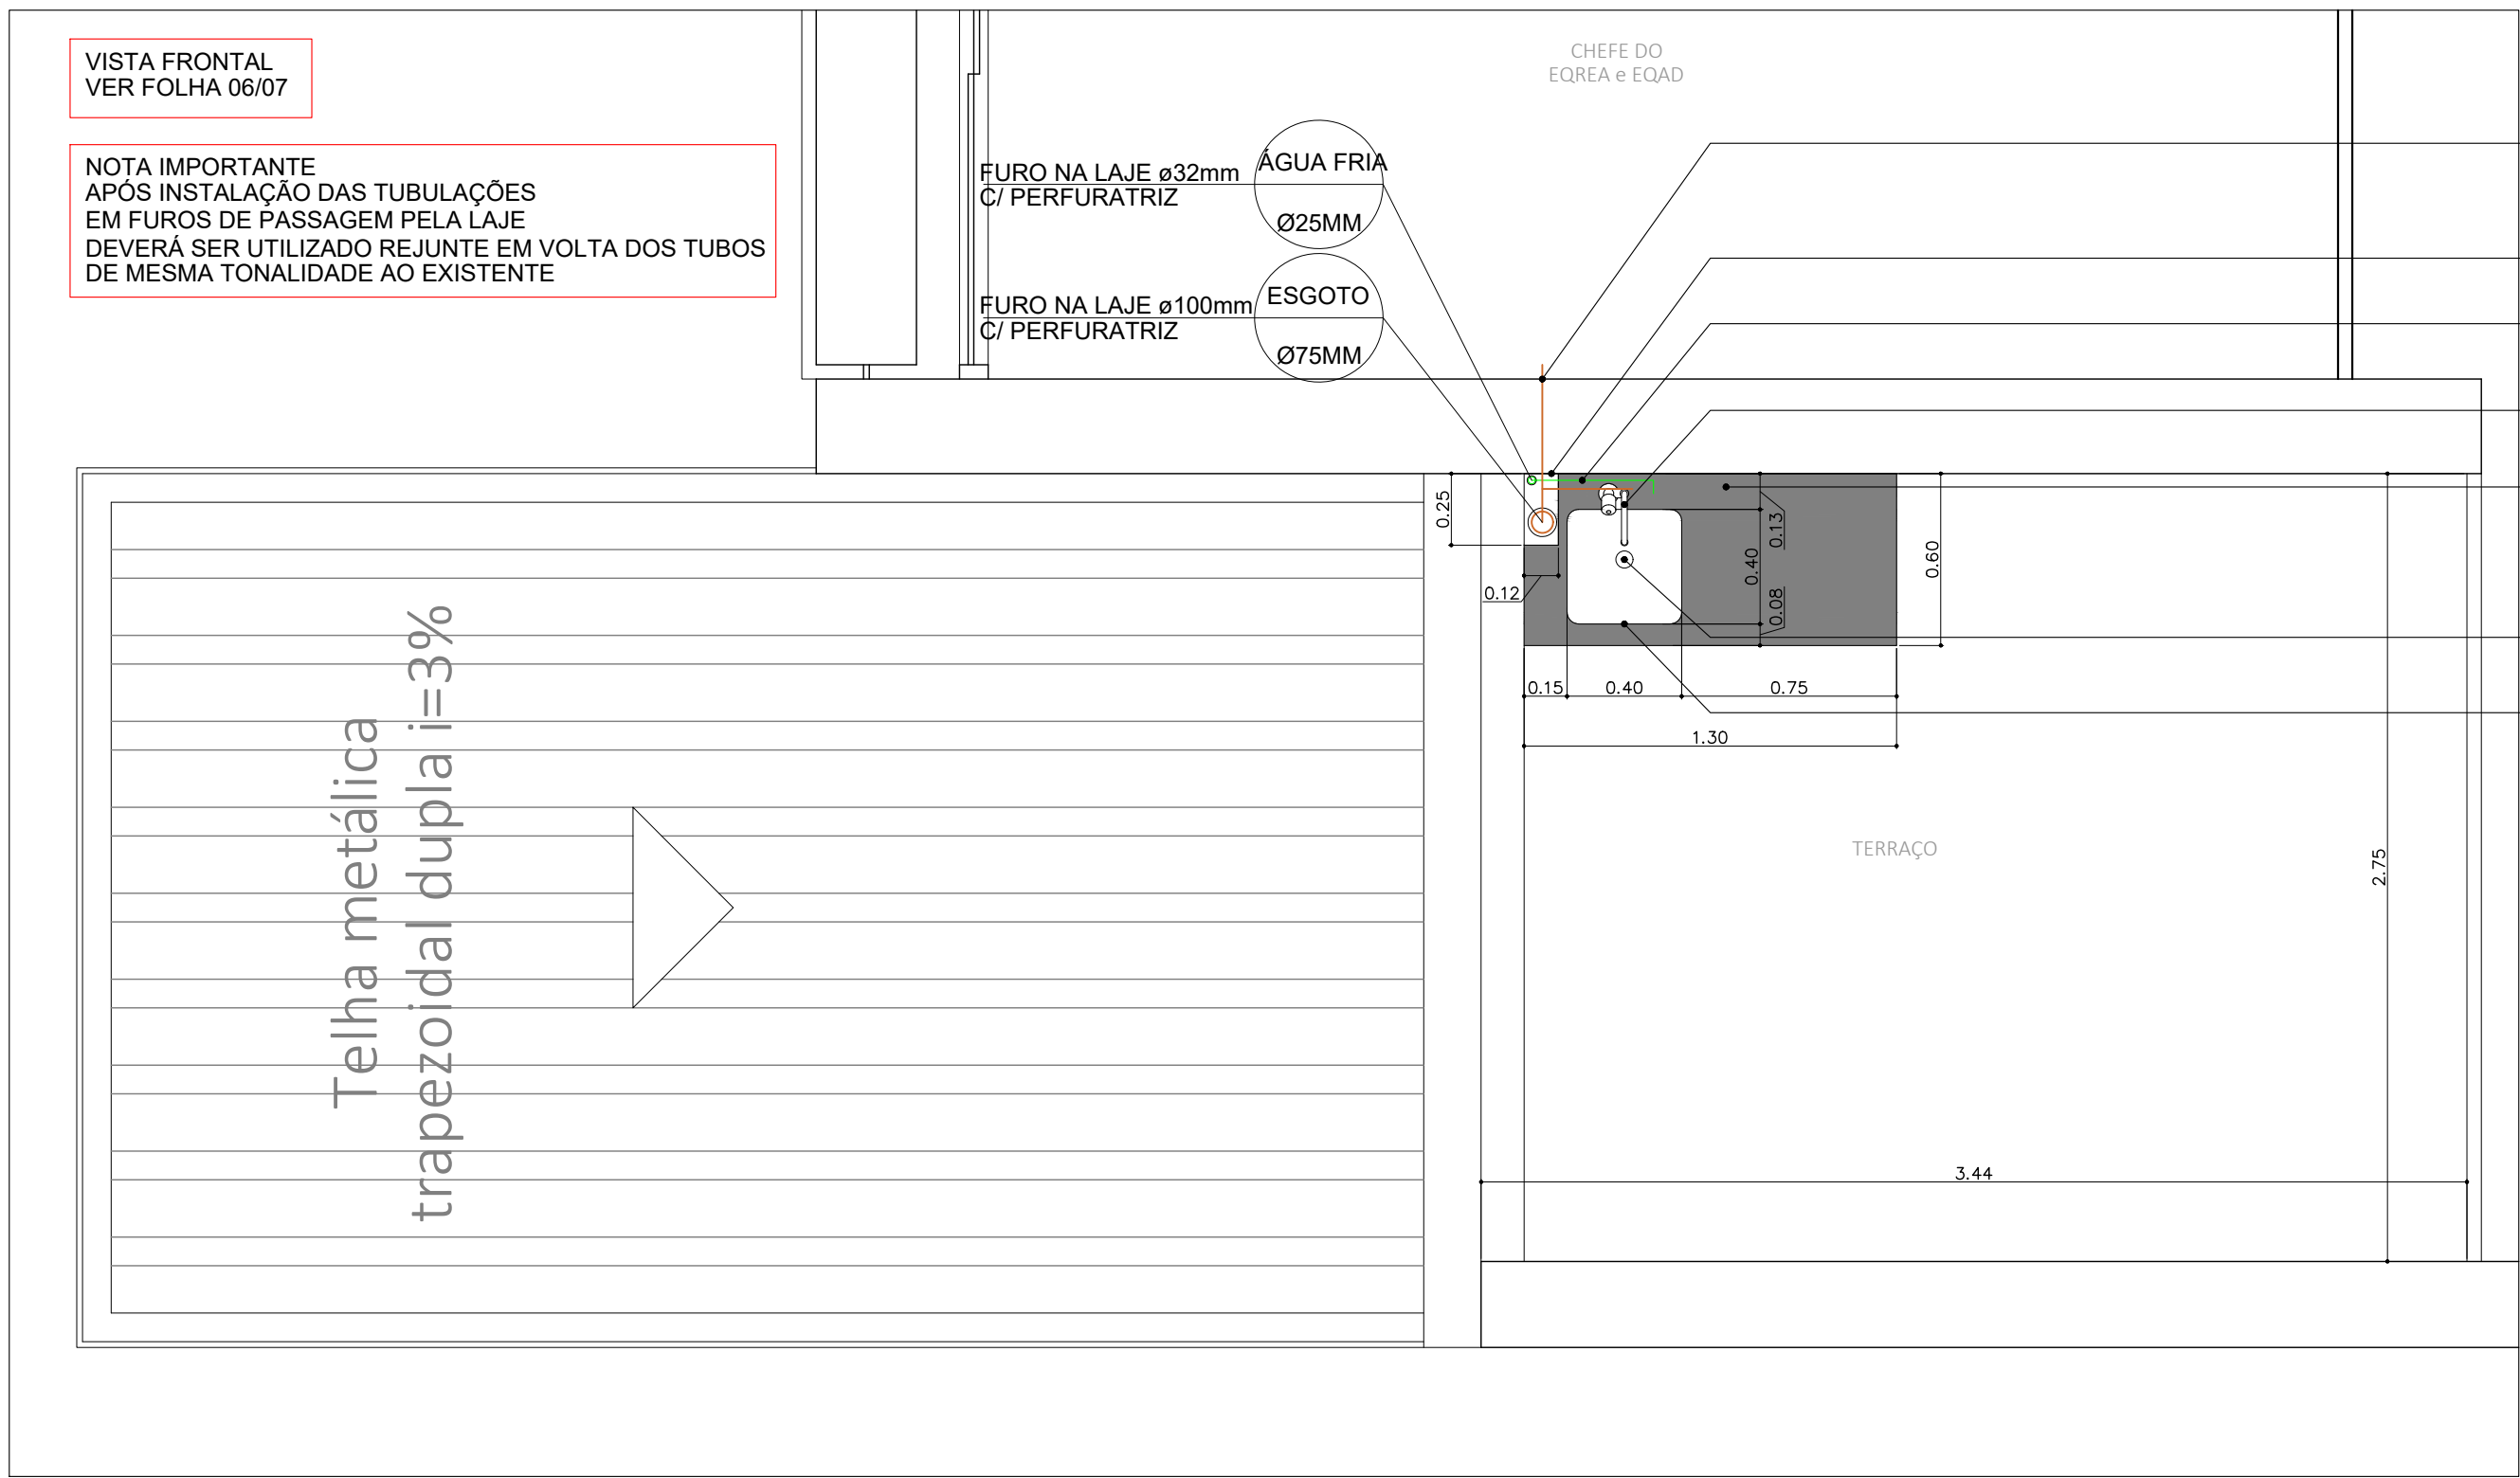 VISTA FRONTAL
VER FOLHA 06/07
CHEFE DO
EQREA e EQAD
NOTA IMPORTANTE
APÓS INSTALAÇÃO DAS TUBULAÇÕES
EM FUROS DE PASSAGEM PELA LAJE
DEVERÁ SER UTILIZADO REJUNTE EM VOLTA DOS TUBOS
DE MESMA TONALIDADE AO EXISTENTE
FURO NA LAJE ø32mm
C/ PERFURATRIZ
ÁGUA FRIA
Ø25MM
FURO NA LAJE ø100mm
C/ PERFURATRIZ
ESGOTO
Ø75MM
0.25
0.13
0.40
0.60
0.12
0.08
0.15
0.40
0.75
1.30
Telha metálica
trapezoidal dupla i=3%
TERRAÇO
2.75
3.44